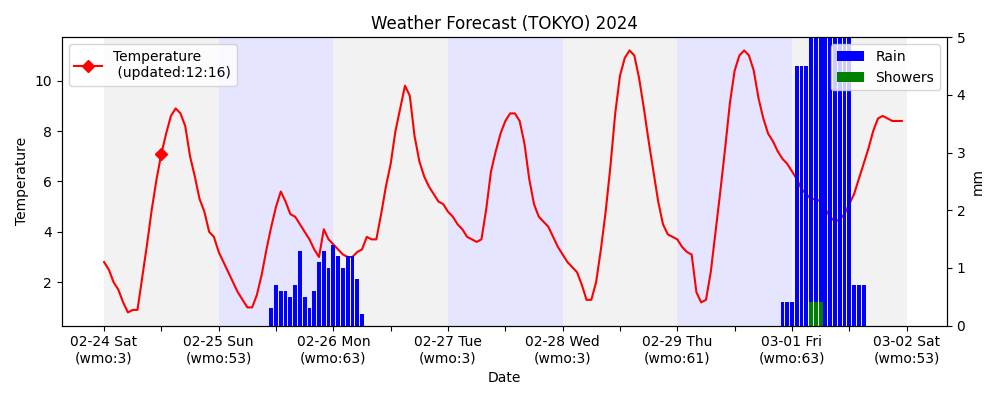 Weather Forecast (TOKYO) 2024
Temperature
(updated:12:16)
Rain
Showers
Temperature
10
8
6
4
2
5
4
3
2
1
0
mm
02-24 Sat
(wmo:3)
02-25 Sun
(wmo:53)
02-26 Mon
(wmo:63)
02-27 Tue
(wmo:3)
02-28 Wed
(wmo:3)
02-29 Thu
(wmo:61)
03-01 Fri
(wmo:63)
03-02 Sat
(wmo:53)
Date